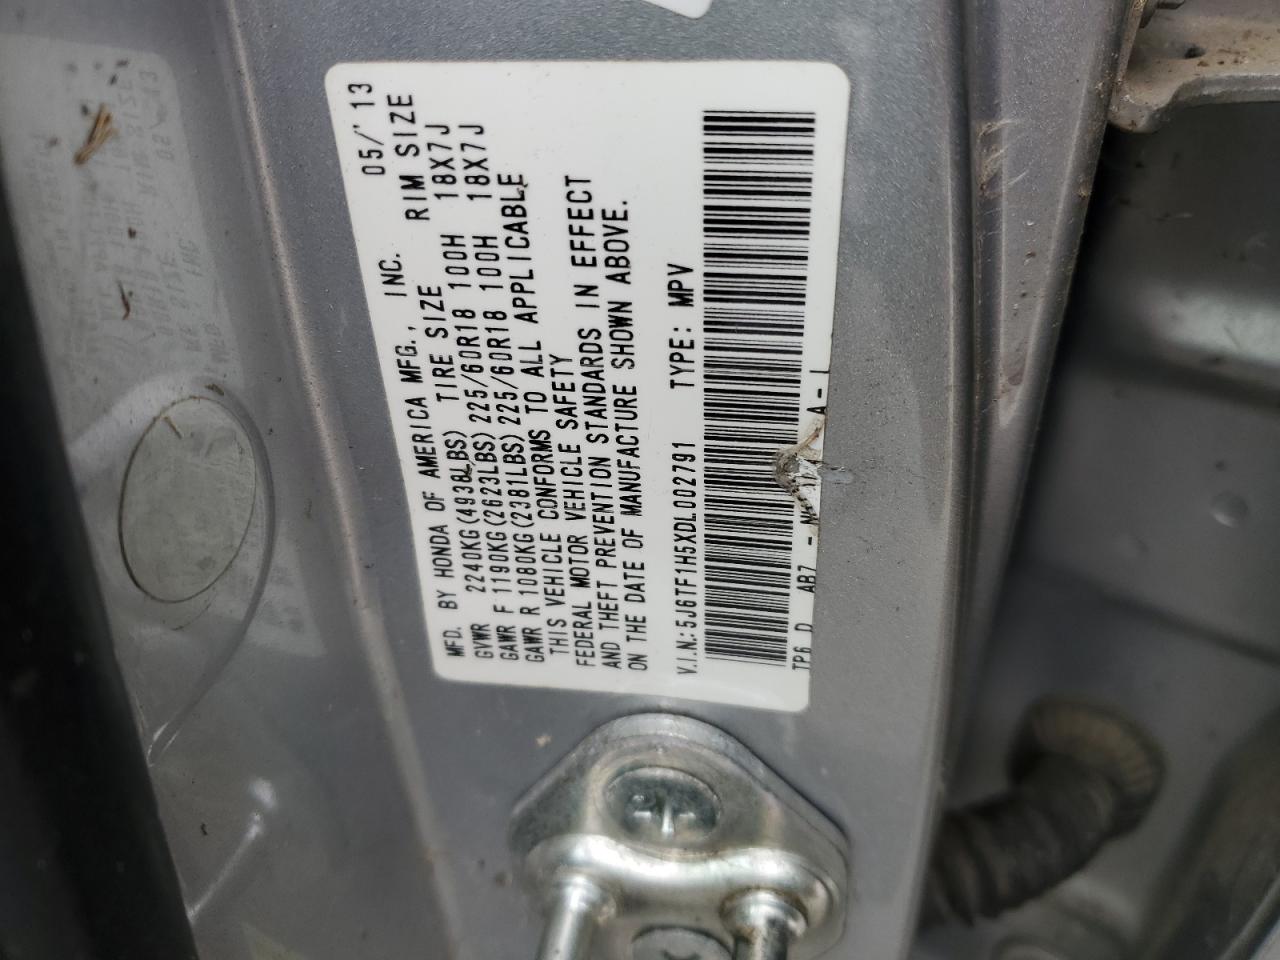 MFD. BY HONDA OF AMERICA MFG., INC. 05/'13
GVWR 2240KG(4938LBS) TIRE SIZE RIM SIZE
GAWR F 1190KG(2623LBS) 225/60R18 100H 18X7J
GAWR R 1080KG(2381LBS) 225/60R18 100H 18X7J
THIS VEHICLE CONFORMS TO ALL APPLICABLE
FEDERAL MOTOR VEHICLE SAFETY
AND THEFT PREVENTION STANDARDS IN EFFECT
ON THE DATE OF MANUFACTURE SHOWN ABOVE.
V.I.N.: 5J6TF1H5XDL002791 TYPE: MPV
TP6 D AB7